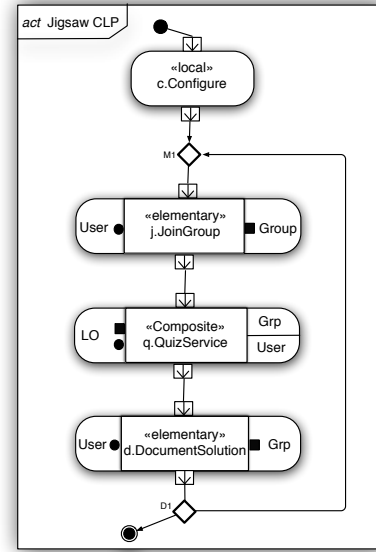 act Jigsaw CLP
«local»
c.Configure
M1
User
«elementary»
j.JoinGroup
Group
LO
«Composite»
q.QuizService
Grp
User
User
«elementary»
d.DocumentSolution
Grp
D1